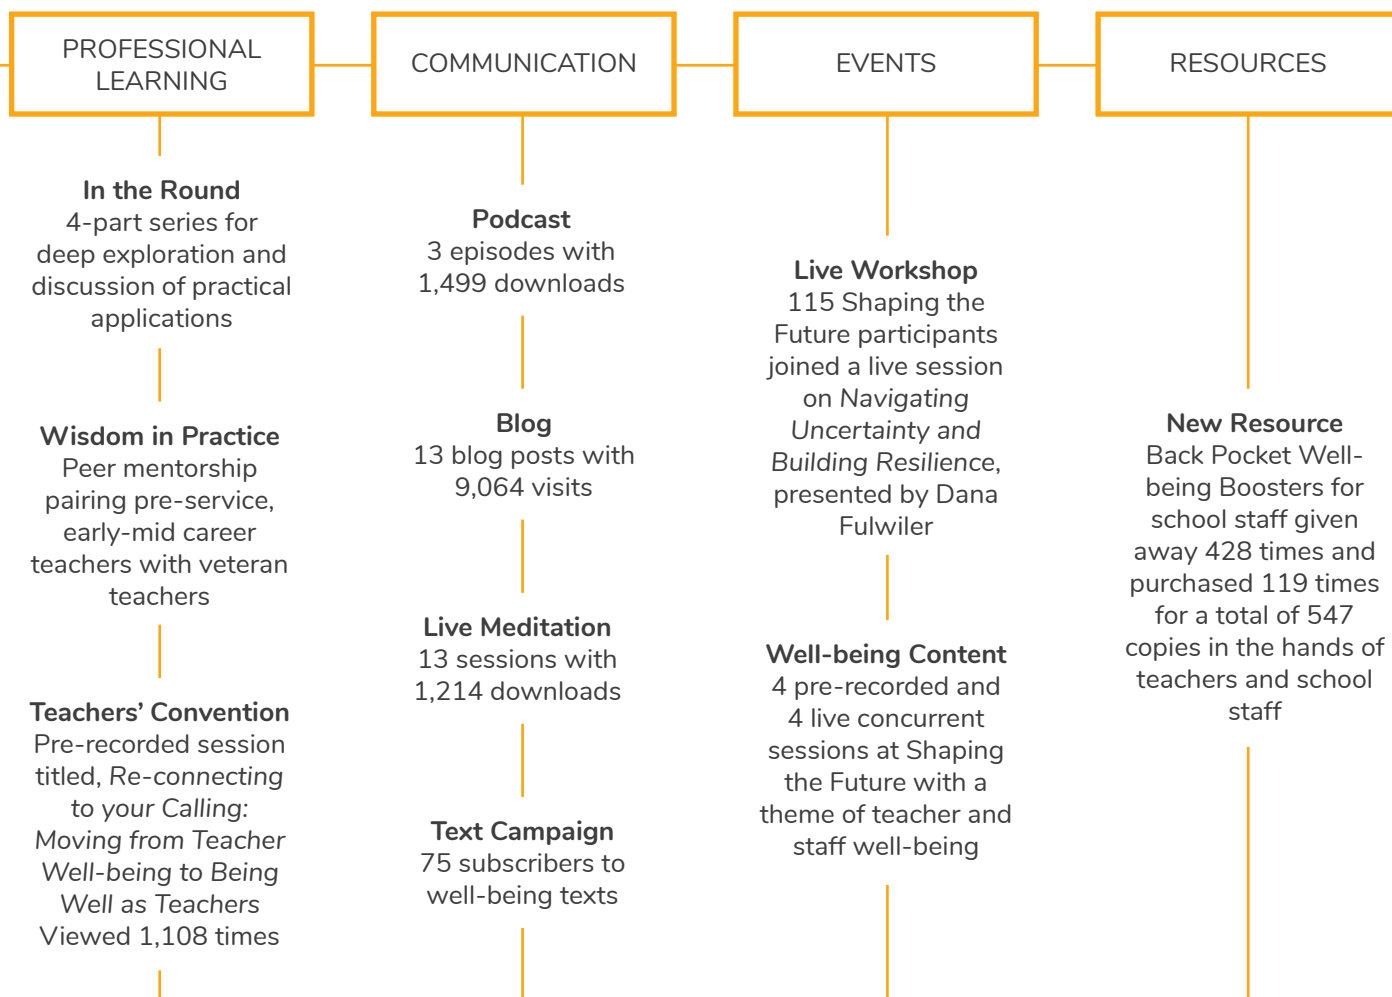 PROFESSIONAL
LEARNING
In the Round
4-part series for
deep exploration and
discussion of practical
applications
Wisdom in Practice
Peer mentorship
pairing pre-service,
early-mid career
teachers with veteran
teachers
Teachers’ Convention
Pre-recorded session
titled, Re-connecting
to your Calling:
Moving from Teacher
Well-being to Being
Well as Teachers
Viewed 1,108 times
COMMUNICATION
Podcast
3 episodes with
1,499 downloads
Blog
13 blog posts with
9,064 visits
Live Meditation
13 sessions with
1,214 downloads
Text Campaign
75 subscribers to
well-being texts
EVENTS
Live Workshop
115 Shaping the
Future participants
joined a live session
on Navigating
Uncertainty and
Building Resilience,
presented by Dana
Fulwiler
Well-being Content
4 pre-recorded and
4 live concurrent
sessions at Shaping
the Future with a
theme of teacher and
staff well-being
RESOURCES
New Resource
Back Pocket Well-
being Boosters for
school staff given
away 428 times and
purchased 119 times
for a total of 547
copies in the hands of
teachers and school
staff